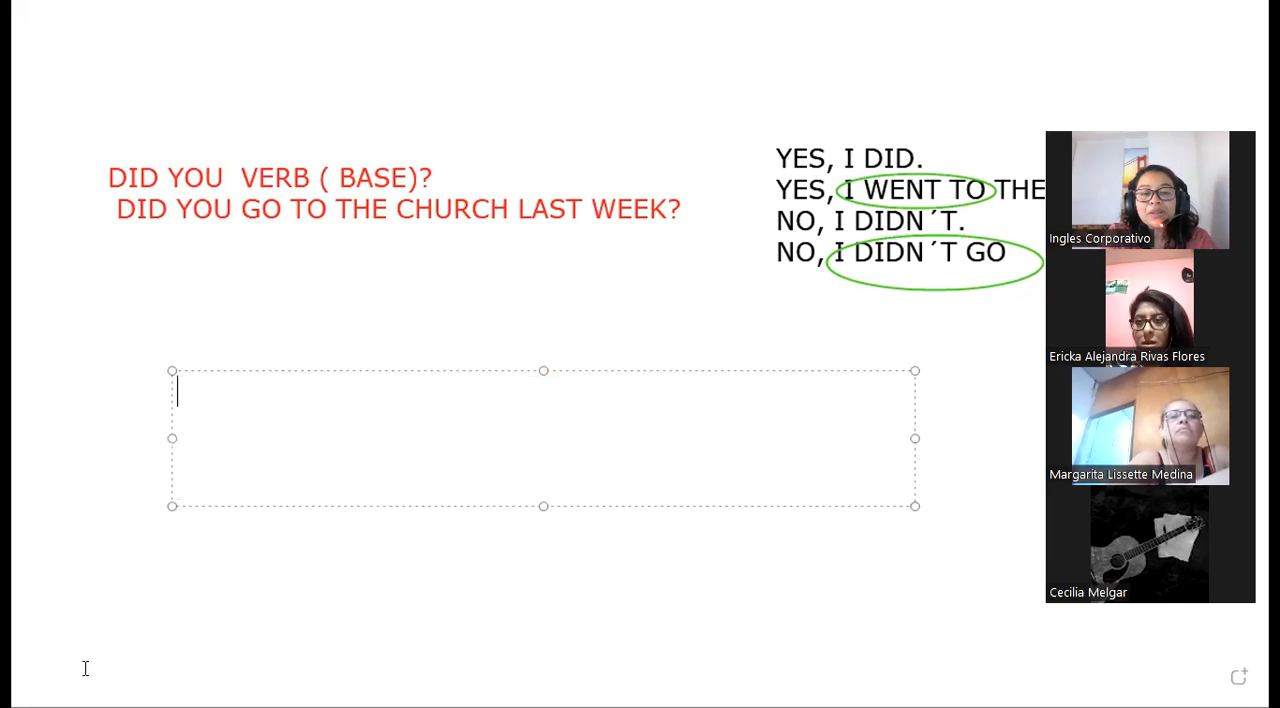 DID YOU VERB ( BASE)?
DID YOU GO TO THE CHURCH LAST WEEK?
YES, I DID.
YES, I WENT TO THE
NO, I DIDN´T.
NO, I DIDN´T GO
Ingles Corporativo
Ericka Alejandra Rivas Flores
Margarita Lissette Medina
Cecilia Melgar